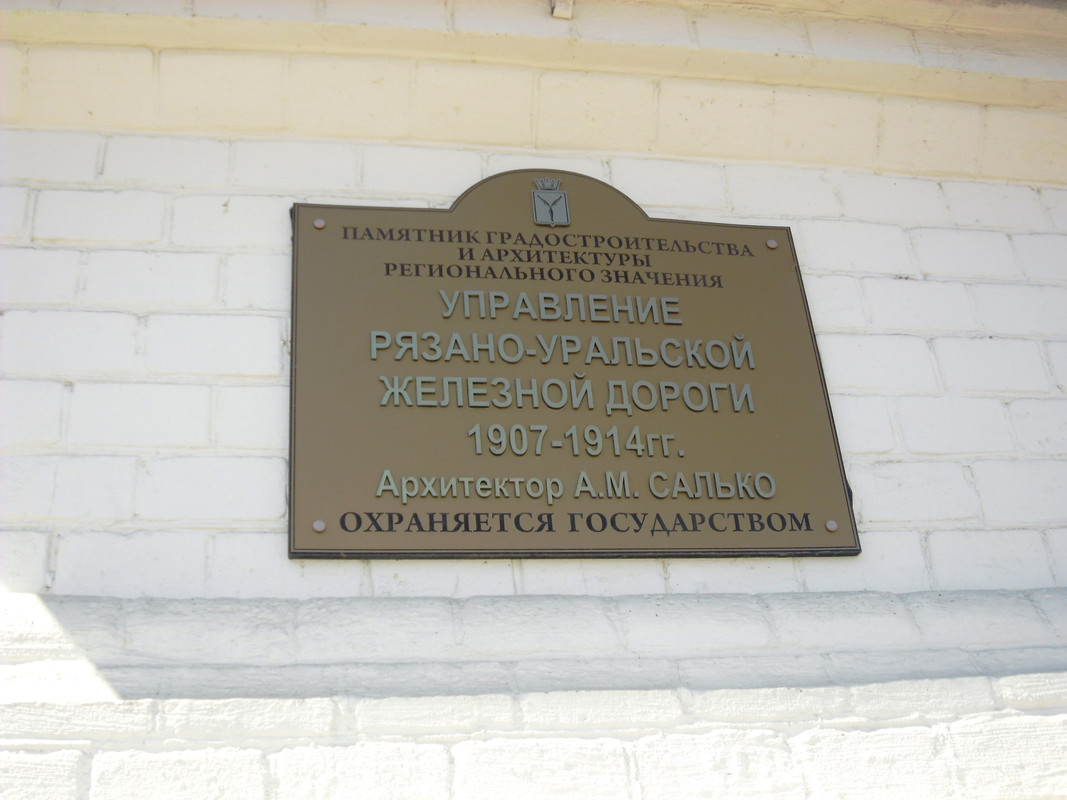 ПАМЯТНИК ГРАДОСТРОИТЕЛЬСТВА
И АРХИТЕКТУРЫ
РЕГИОНАЛЬНОГО ЗНАЧЕНИЯ
УПРАВЛЕНИЕ
РЯЗАНО-УРАЛЬСКОЙ
ЖЕЛЕЗНОЙ ДОРОГИ
1907-1914гг.
Архитектор А.М. САЛЬКО
ОХРАНЯЕТСЯ ГОСУДАРСТВОМ